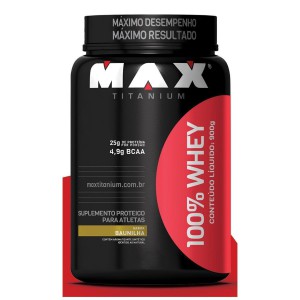 MÁXIMO DESEMPENHO
MÁXIMO RESULTADO
MAX
TITANIUM
25g
4,9g BCAA
maxtitanium.com.br
SUPLEMENTO PROTEICO
PARA ATLETAS
BAUNILHA
100% WHEY
CONTEÚDO LÍQUIDO: 900g